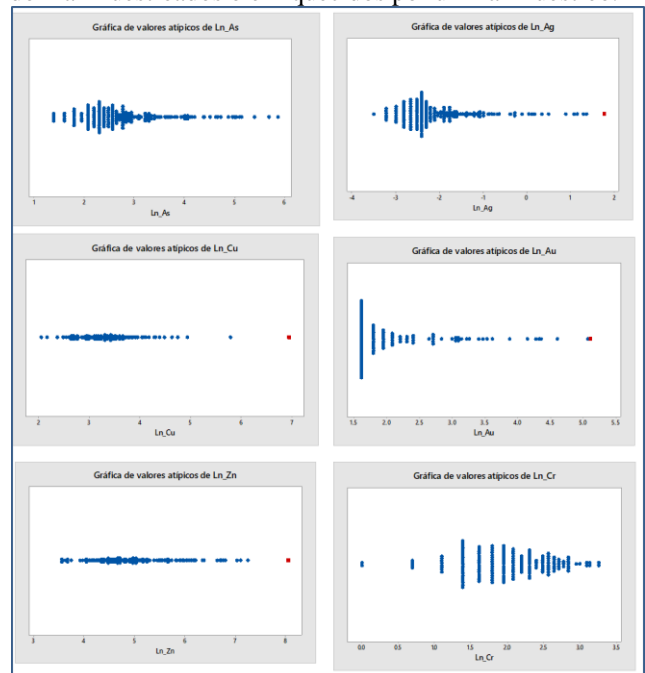 Gráfica de valores atípicos de Ln_As
1 2 3 4 5 6
Ln_As
Gráfica de valores atípicos de Ln_Ag
-4 -3 -2 -1 0 1 2
Ln_Ag
Gráfica de valores atípicos de Ln_Cu
2 3 4 5 6 7
Ln_Cu
Gráfica de valores atípicos de Ln_Au
1.5 2.0 2.5 3.0 3.5 4.0 4.5 5.0 5.5
Ln_Au
Gráfica de valores atípicos de Ln_Zn
3 4 5 6 7 8
Ln_Zn
Gráfica de valores atípicos de Ln_Cr
0.0 0.5 1.0 1.5 2.0 2.5 3.0 3.5
Ln_Cr